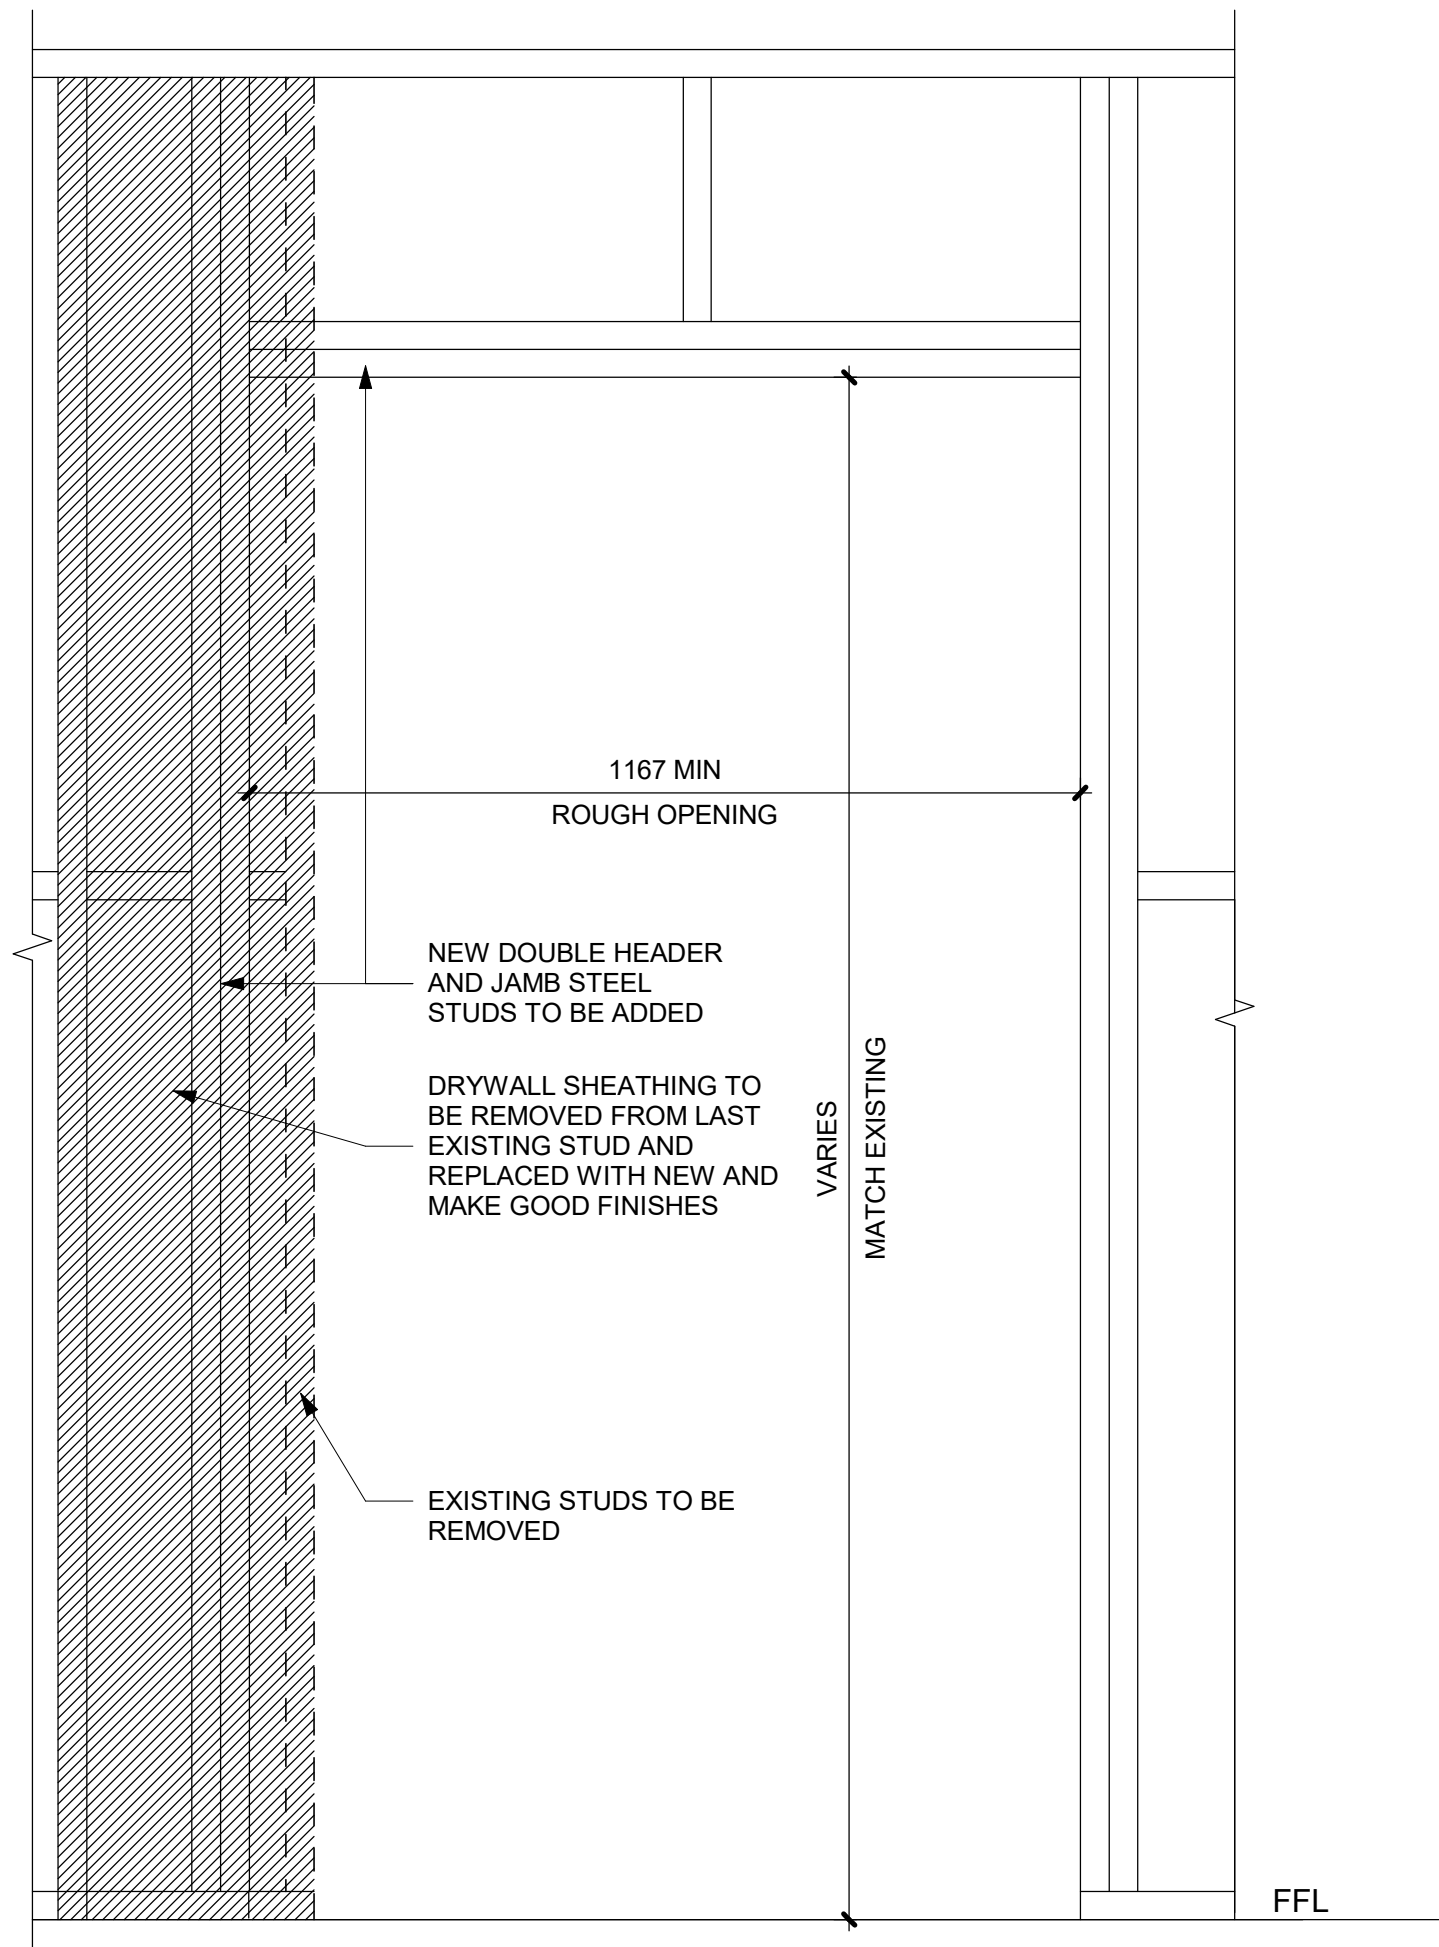 1167 MIN
ROUGH OPENING
NEW DOUBLE HEADER
AND JAMB STEEL
STUDS TO BE ADDED
DRYWALL SHEATHING TO
BE REMOVED FROM LAST
EXISTING STUD AND
REPLACED WITH NEW AND
MAKE GOOD FINISHES
VARIES
MATCH EXISTING
EXISTING STUDS TO BE
REMOVED
FFL